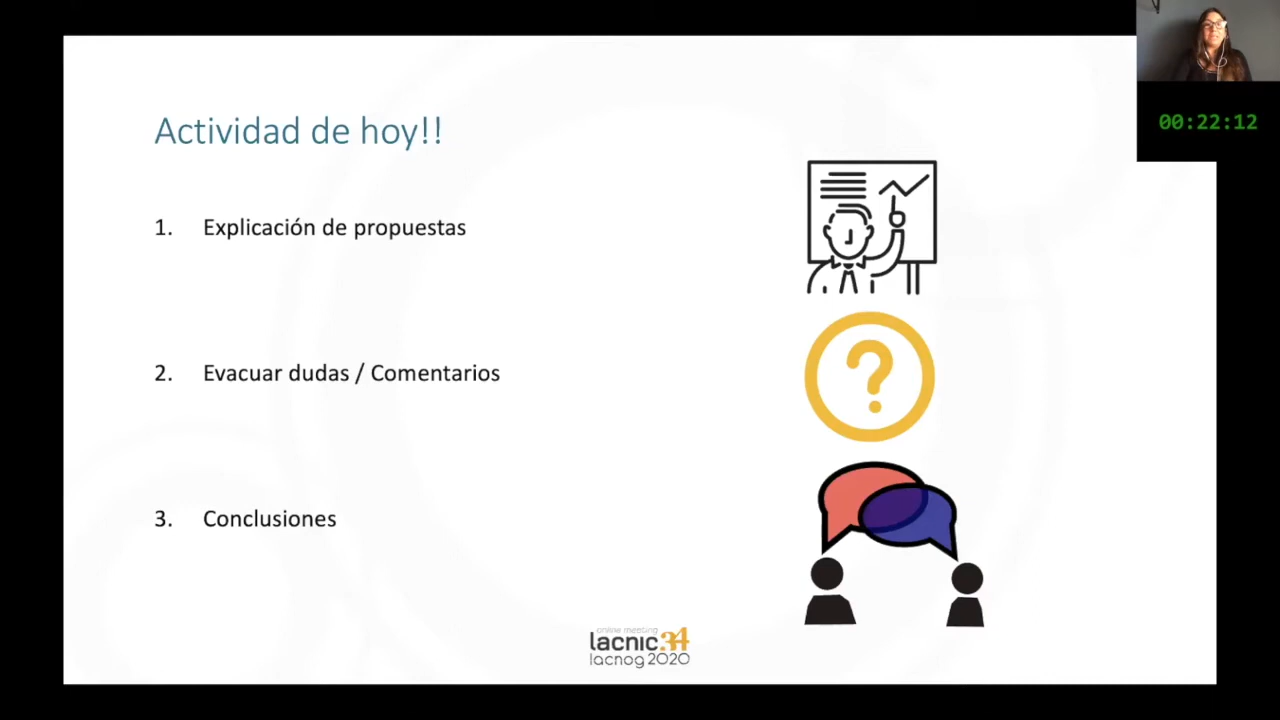 00:22:12
Actividad de hoy!!
1. Explicación de propuestas
2. Evacuar dudas / Comentarios
3. Conclusiones
online meeting
lacnic34
lacnog2020